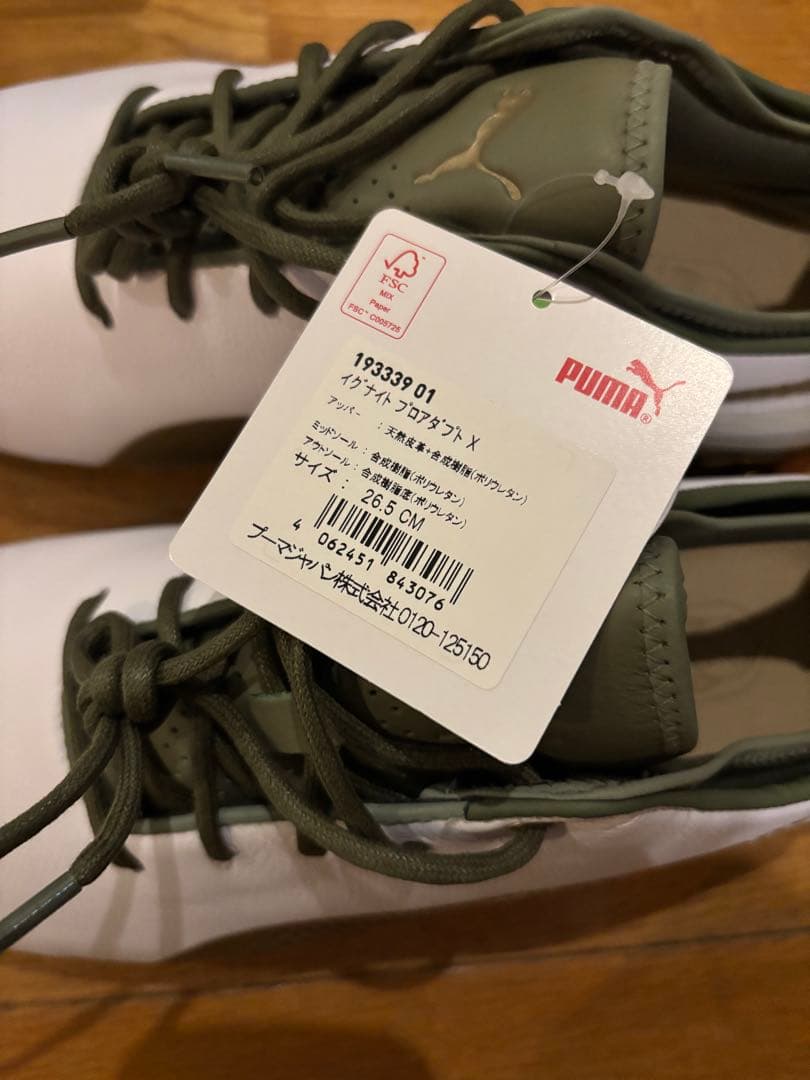 FSC™
MIX
Paper
FSC™ C005725
PUMA®
193339 01
イグナイト プロアダプト X
アッパー : 天然皮革+合成樹脂(ポリウレタン)
ミッドソール : 合成樹脂(ポリウレタン)
アウトソール : 合成樹脂底(ポリウレタン)
サイズ : 26.5 CM
4 062451 843076
プーマジャパン株式会社 0120-125150